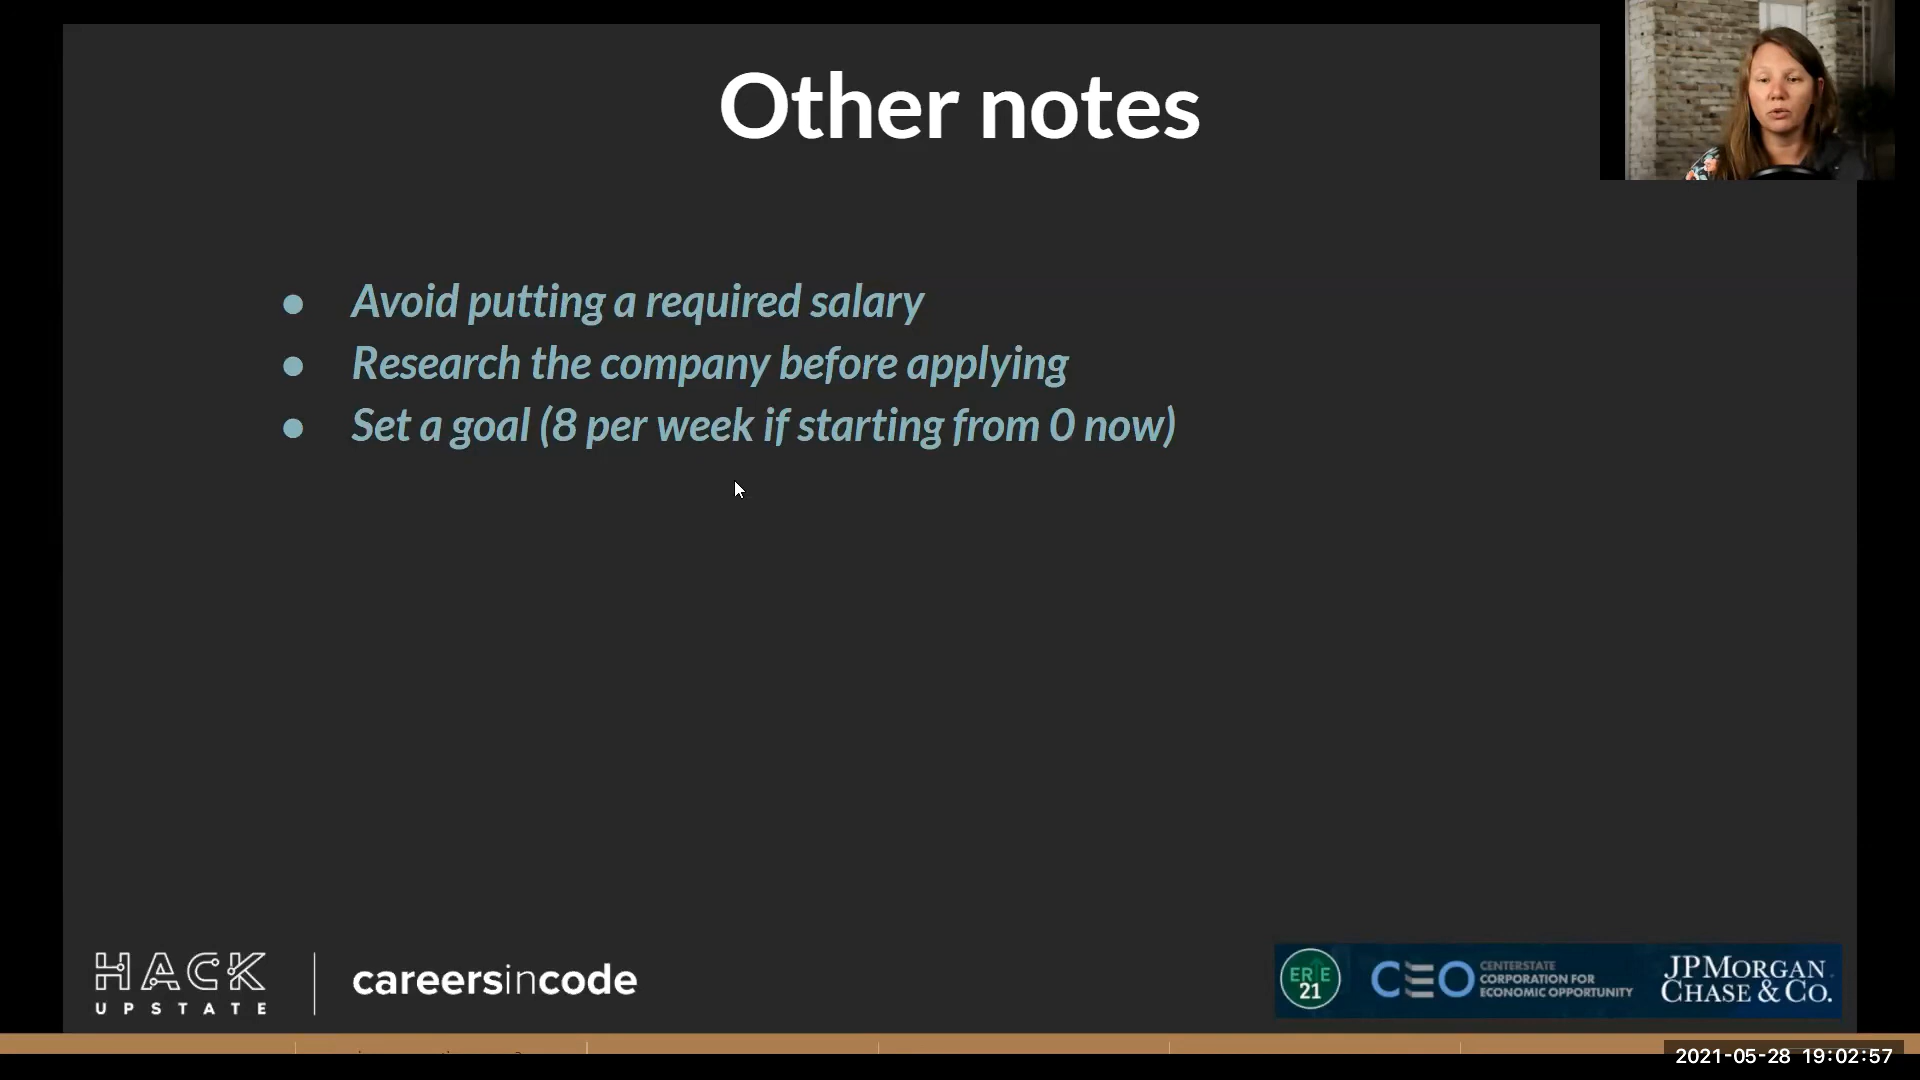 Other notes
● Avoid putting a required salary
● Research the company before applying
● Set a goal (8 per week if starting from 0 now)
HACK
UPSTATE
careersincode
ERIE
21
CEO
CENTERSTATE
CORPORATION FOR
ECONOMIC OPPORTUNITY
JPMORGAN
CHASE & CO.
2021-05-28 19:02:57